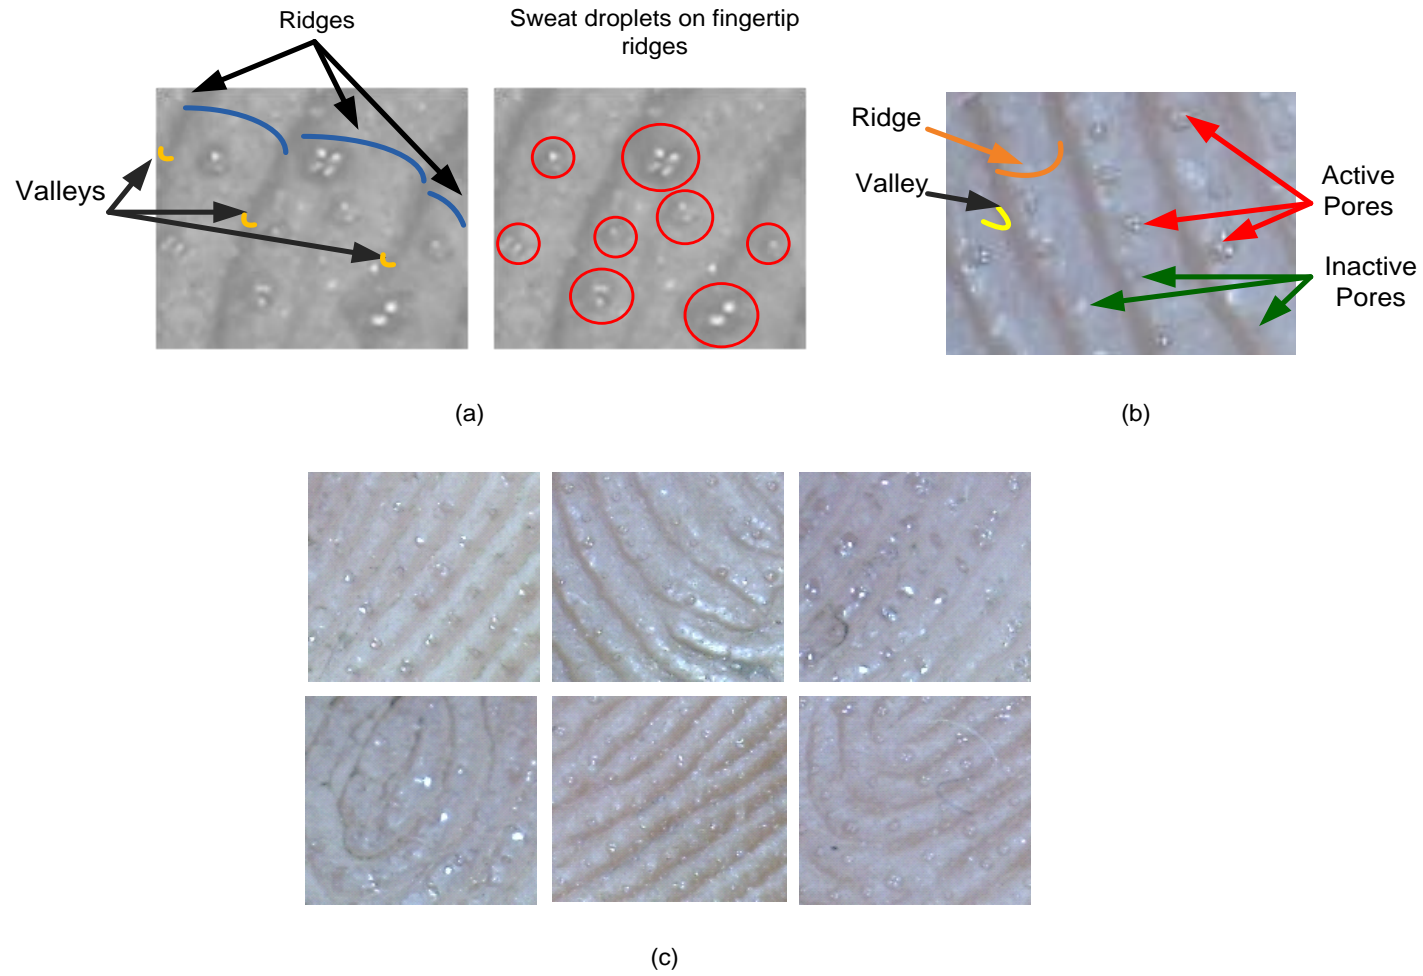 Ridges
Sweat droplets on fingertip
ridges
Valleys
Ridge
Valley
Active
Pores
Inactive
Pores
(a)
(b)
(c)